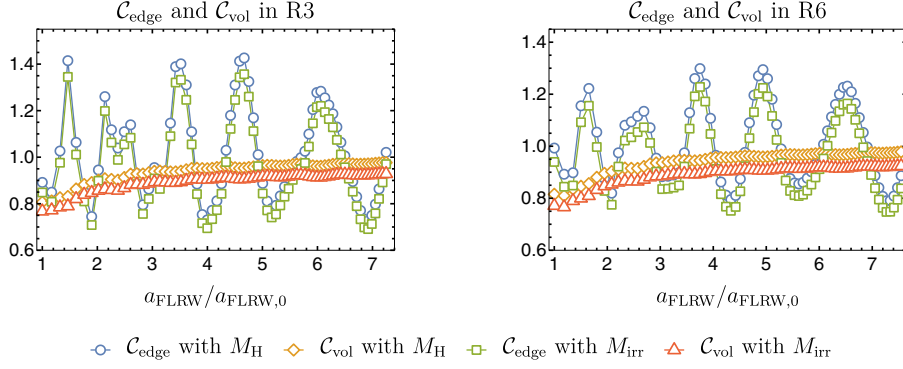 𝒞edge and 𝒞vol in R3
1.4
1.2
1.0
0.8
0.6
1 2 3 4 5 6 7
aFLRW/aFLRW,0
𝒞edge and 𝒞vol in R6
1.4
1.2
1.0
0.8
0.6
1 2 3 4 5 6 7
aFLRW/aFLRW,0
𝒞edge with MH 𝒞vol with MH 𝒞edge with Mirr 𝒞vol with Mirr